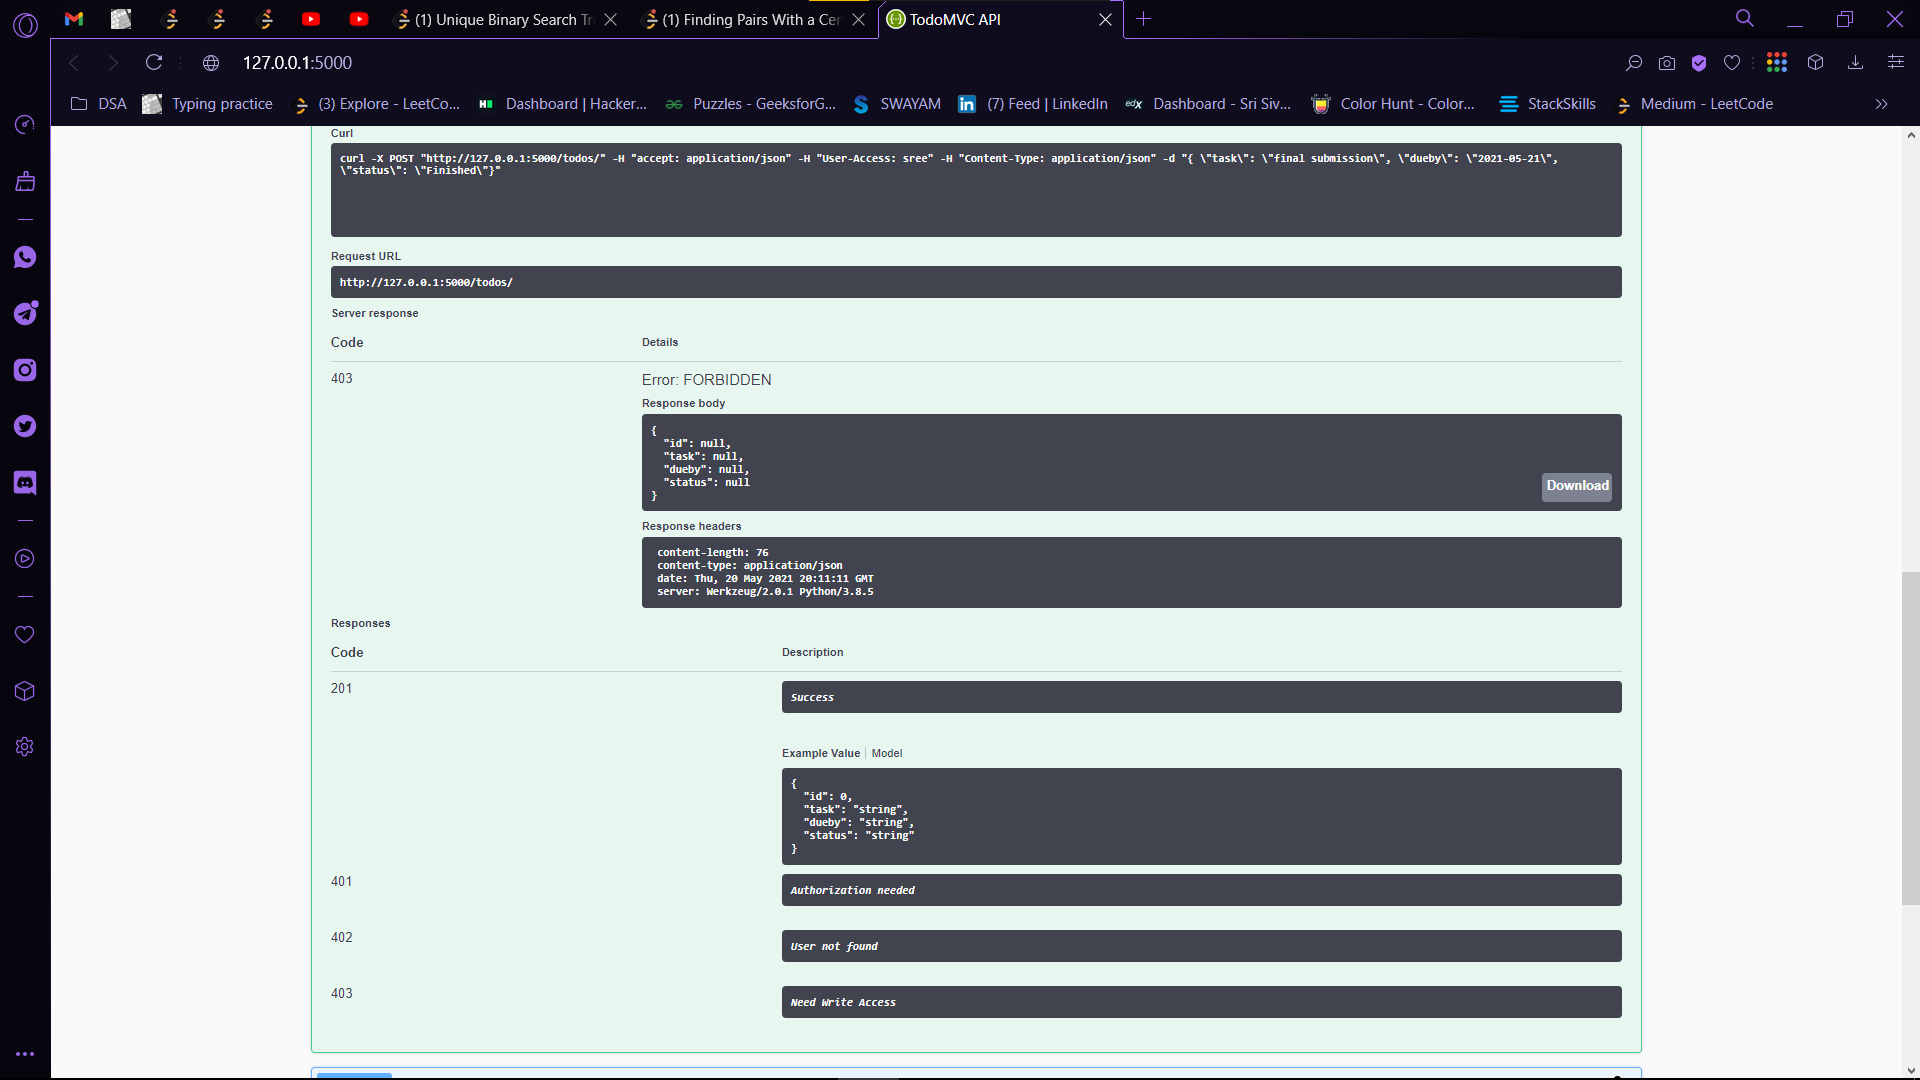 (1) Unique Binary Search Tr
(1) Finding Pairs With a Cer
TodoMVC API
127.0.0.1:5000
DSA
Typing practice
(3) Explore - LeetCo...
Dashboard | Hacker...
Puzzles - GeeksforG...
SWAYAM
(7) Feed | LinkedIn
edX
Dashboard - Sri Siv...
Color Hunt - Color...
StackSkills
Medium - LeetCode
Curl
curl -X POST "http://127.0.0.1:5000/todos/" -H "accept: application/json" -H "User-Access: sree" -H "Content-Type: application/json" -d "{ \"task\": \"final submission\", \"dueby\": \"2021-05-21\",
\"status\": \"Finished\"}"
Request URL
http://127.0.0.1:5000/todos/
Server response
Code
Details
403
Error: FORBIDDEN
Response body
{
"id": null,
"task": null,
"dueby": null,
"status": null
}
Download
Response headers
content-length: 76
content-type: application/json
date: Thu, 20 May 2021 20:11:11 GMT
server: Werkzeug/2.0.1 Python/3.8.5
Responses
Code
Description
201
Success
Example Value
Model
{
"id": 0,
"task": "string",
"dueby": "string",
"status": "string"
}
401
Authorization needed
402
User not found
403
Need Write Access